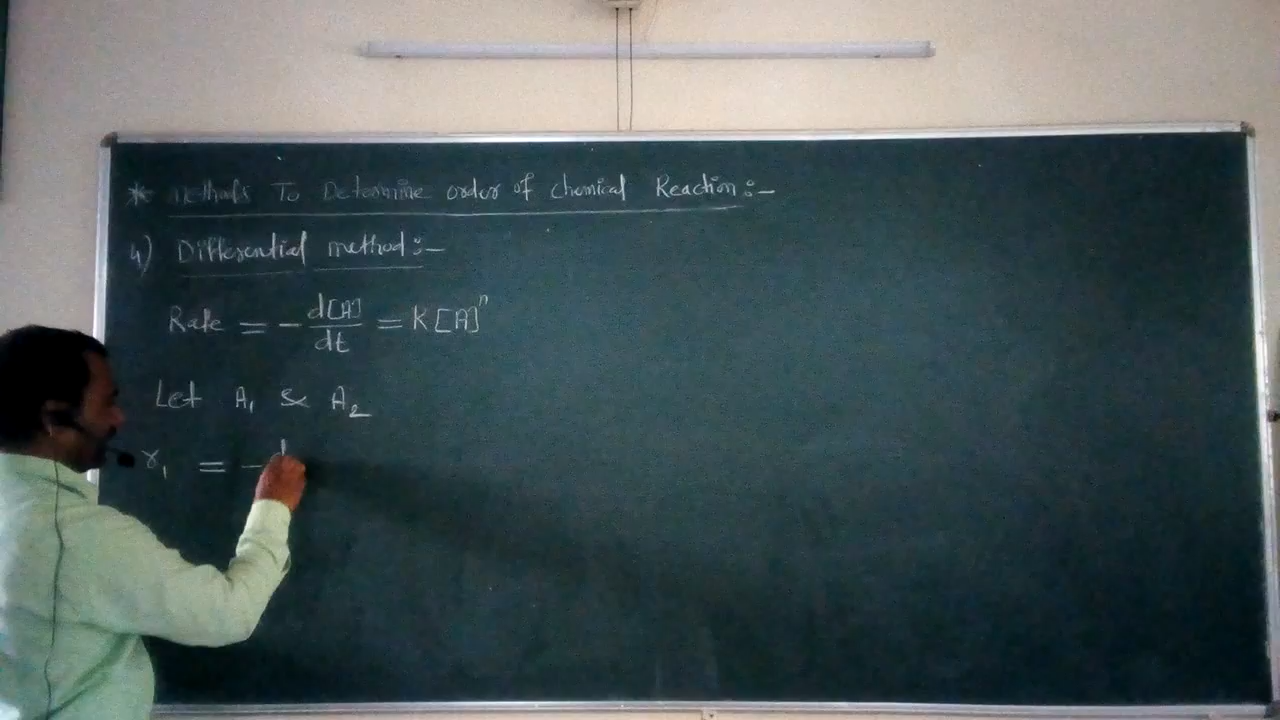 * Methods To Determine order of chemical Reaction:-
4) Differential method:-
Rate = - d[A]/dt = K[A]^n
Let A₁ & A₂
r₁ = -